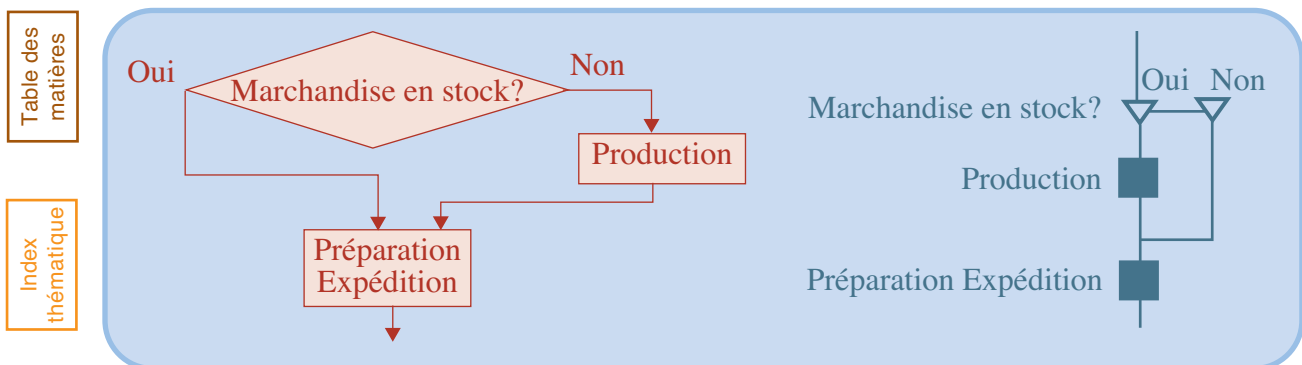 Table des
matières
Index
thématique
Oui
Non
Marchandise en stock?
Production
Préparation
Expédition
Oui Non
Marchandise en stock?
Production
Préparation Expédition